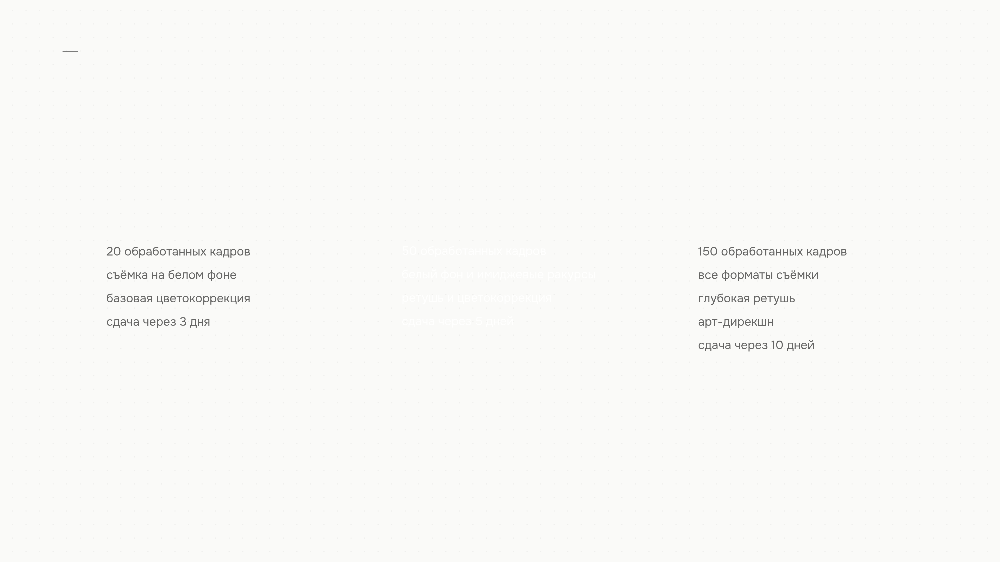 20 обработанных кадров
съёмка на белом фоне
базовая цветокоррекция
сдача через 3 дня
50 обработанных кадров
белый фон и имиджевые ракурсы
ретушь и цветокоррекция
сдача через 5 дней
150 обработанных кадров
все форматы съёмки
глубокая ретушь
арт-дирекшн
сдача через 10 дней